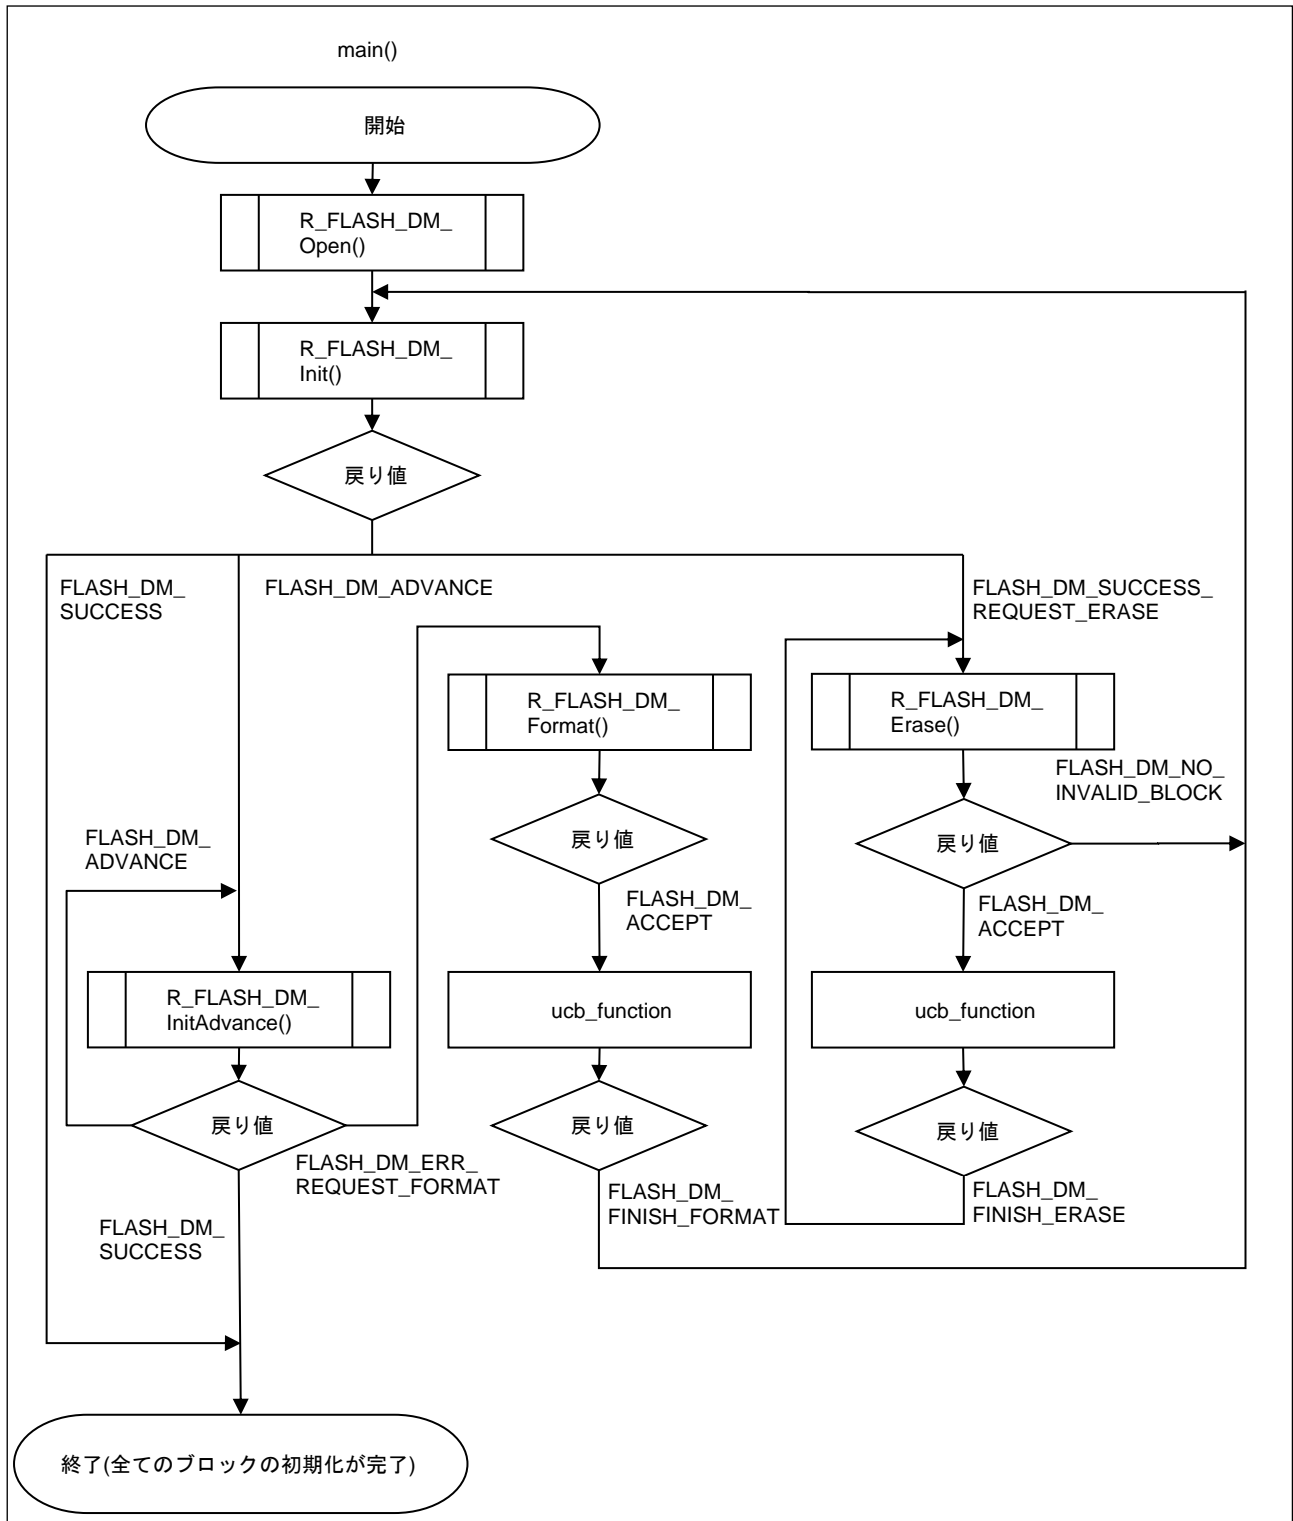 main()
開始
R_FLASH_DM_
Open()
R_FLASH_DM_
Init()
戻り値
FLASH_DM_
SUCCESS
FLASH_DM_ADVANCE
FLASH_DM_SUCCESS_
REQUEST_ERASE
R_FLASH_DM_
Format()
R_FLASH_DM_
Erase()
FLASH_DM_NO_
INVALID_BLOCK
戻り値
戻り値
FLASH_DM_
ADVANCE
FLASH_DM_
ACCEPT
FLASH_DM_
ACCEPT
R_FLASH_DM_
InitAdvance()
ucb_function
ucb_function
戻り値
戻り値
戻り値
FLASH_DM_ERR_
REQUEST_FORMAT
FLASH_DM_
FINISH_FORMAT
FLASH_DM_
FINISH_ERASE
FLASH_DM_
SUCCESS
終了(全てのブロックの初期化が完了)